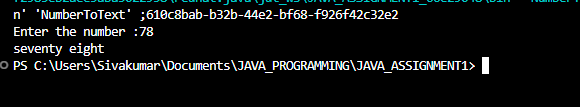 n' 'NumberToText' ;610c8bab-b32b-44e2-bf68-f926f42c32e2
Enter the number :78
seventy eight
PS C:\Users\Sivakumar\Documents\JAVA_PROGRAMMING\JAVA_ASSIGNMENT1>